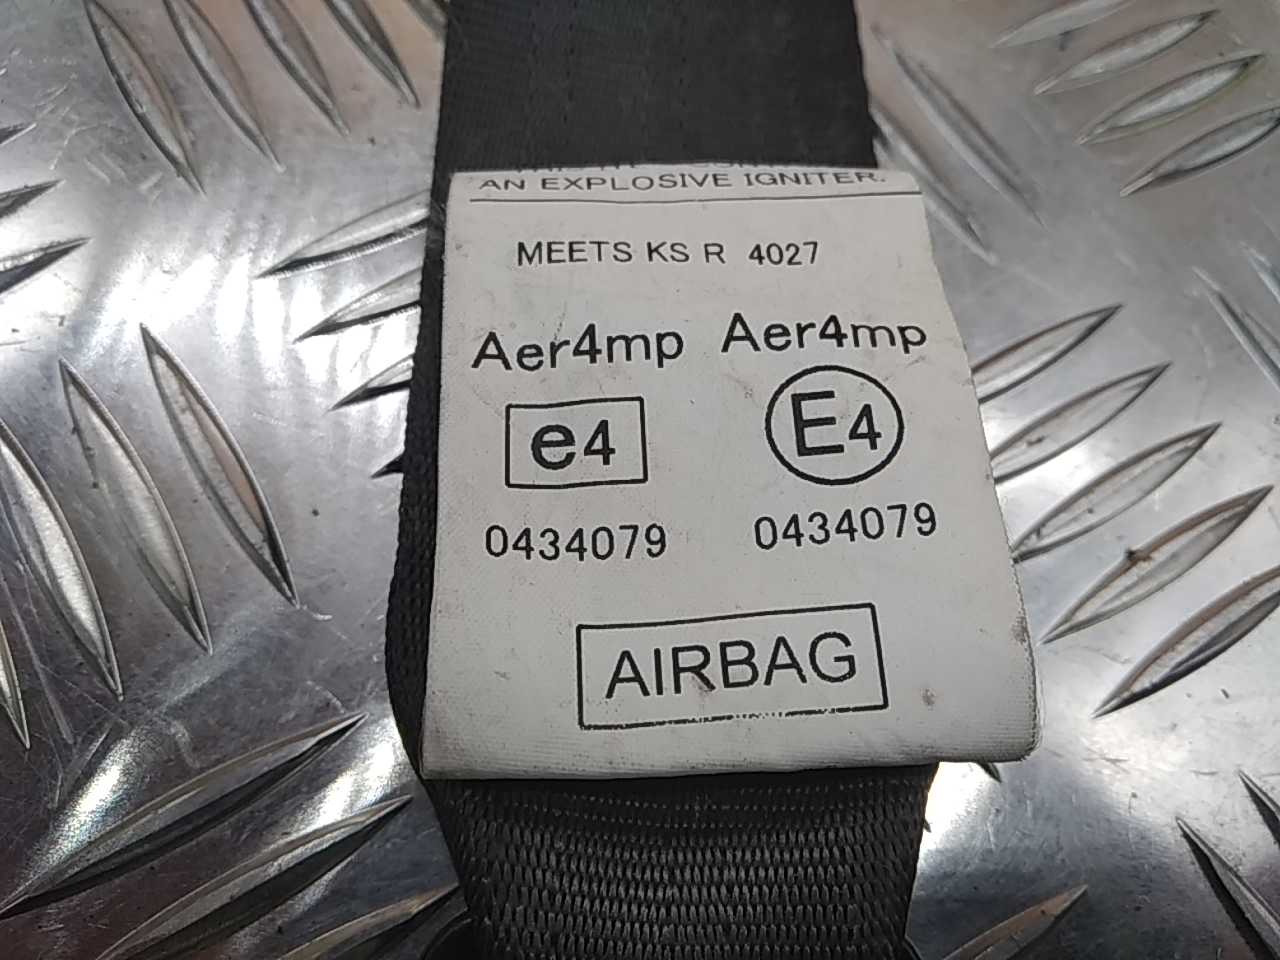 AN EXPLOSIVE IGNITER.
MEETS KS R 4027
Aer4mp Aer4mp
e4 E4
0434079 0434079
AIRBAG